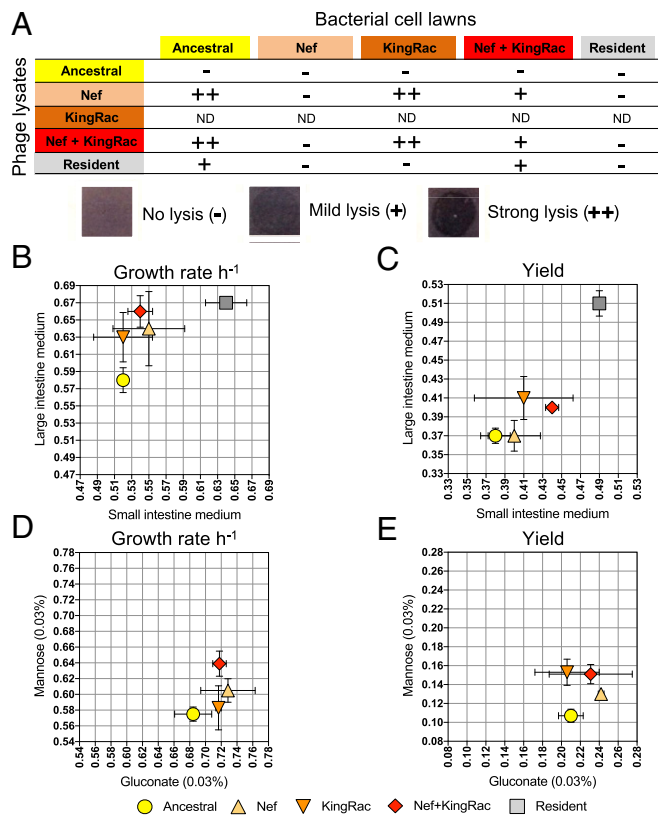 A
Bacterial cell lawns
Ancestral Nef KingRac Nef + KingRac Resident
Phage lysates
Ancestral - - - - -
Nef ++ - ++ + -
KingRac ND ND ND ND ND
Nef + KingRac ++ - ++ + -
Resident + - - + -
No lysis (-) Mild lysis (+) Strong lysis (++)
B
Growth rate h-1
Large intestine medium
0.69
0.67
0.65
0.63
0.61
0.59
0.57
0.55
0.53
0.51
0.49
0.47
0.47 0.49 0.51 0.53 0.55 0.57 0.59 0.61 0.63 0.65 0.67 0.69
Small intestine medium
C
Yield
Large intestine medium
0.53
0.51
0.49
0.47
0.45
0.43
0.41
0.39
0.37
0.35
0.33
0.33 0.35 0.37 0.39 0.41 0.43 0.45 0.47 0.49 0.51 0.53
Small intestine medium
D
Growth rate h-1
Mannose (0.03%)
0.78
0.76
0.74
0.72
0.70
0.68
0.66
0.64
0.62
0.60
0.58
0.56
0.54
0.54 0.56 0.58 0.60 0.62 0.64 0.66 0.68 0.70 0.72 0.74 0.76 0.78
Gluconate (0.03%)
E
Yield
Mannose (0.03%)
0.28
0.26
0.24
0.22
0.20
0.18
0.16
0.14
0.12
0.10
0.08
0.08 0.10 0.12 0.14 0.16 0.18 0.20 0.22 0.24 0.26 0.28
Gluconate (0.03%)
Ancestral Nef KingRac Nef+KingRac Resident